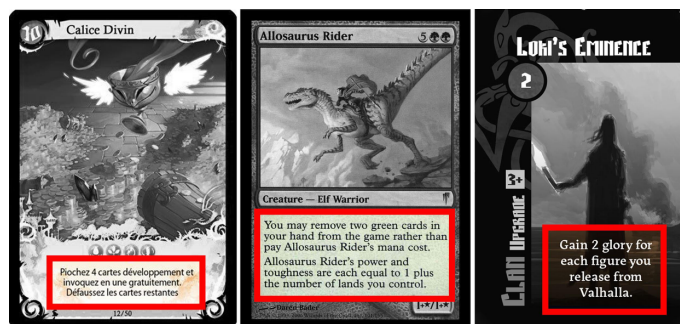 10
Calice Divin
Piochez 4 cartes développement et
invoquez en une gratuitement.
Défaussez les cartes restantes
12/50
Allosaurus Rider
5
Creature — Elf Warrior
You may remove two green cards in
your hand from the game rather than
pay Allosaurus Rider's mana cost.
Allosaurus Rider's power and
toughness are each equal to 1 plus
the number of lands you control.
Daren Bader
1+★/1+★
Loki's Eminence
2
Clan Upgrade 3+
Gain 2 glory for
each figure you
release from
Valhalla.